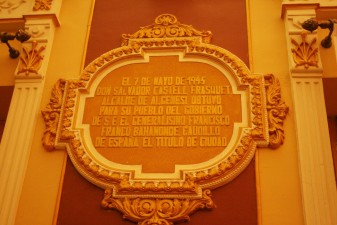 EL 7 DE MAYO DE 1955
DON SALVADOR CASTELL FRASQUET
ALCALDE DE ALGEMESI OBTUVO
PARA SU PUEBLO DEL GOBIERNO
DE S.E. EL GENERALISIMO FRANCISCO
FRANCO BAHAMONDE CAUDILLO
DE ESPAÑA EL TITULO DE CIUDAD